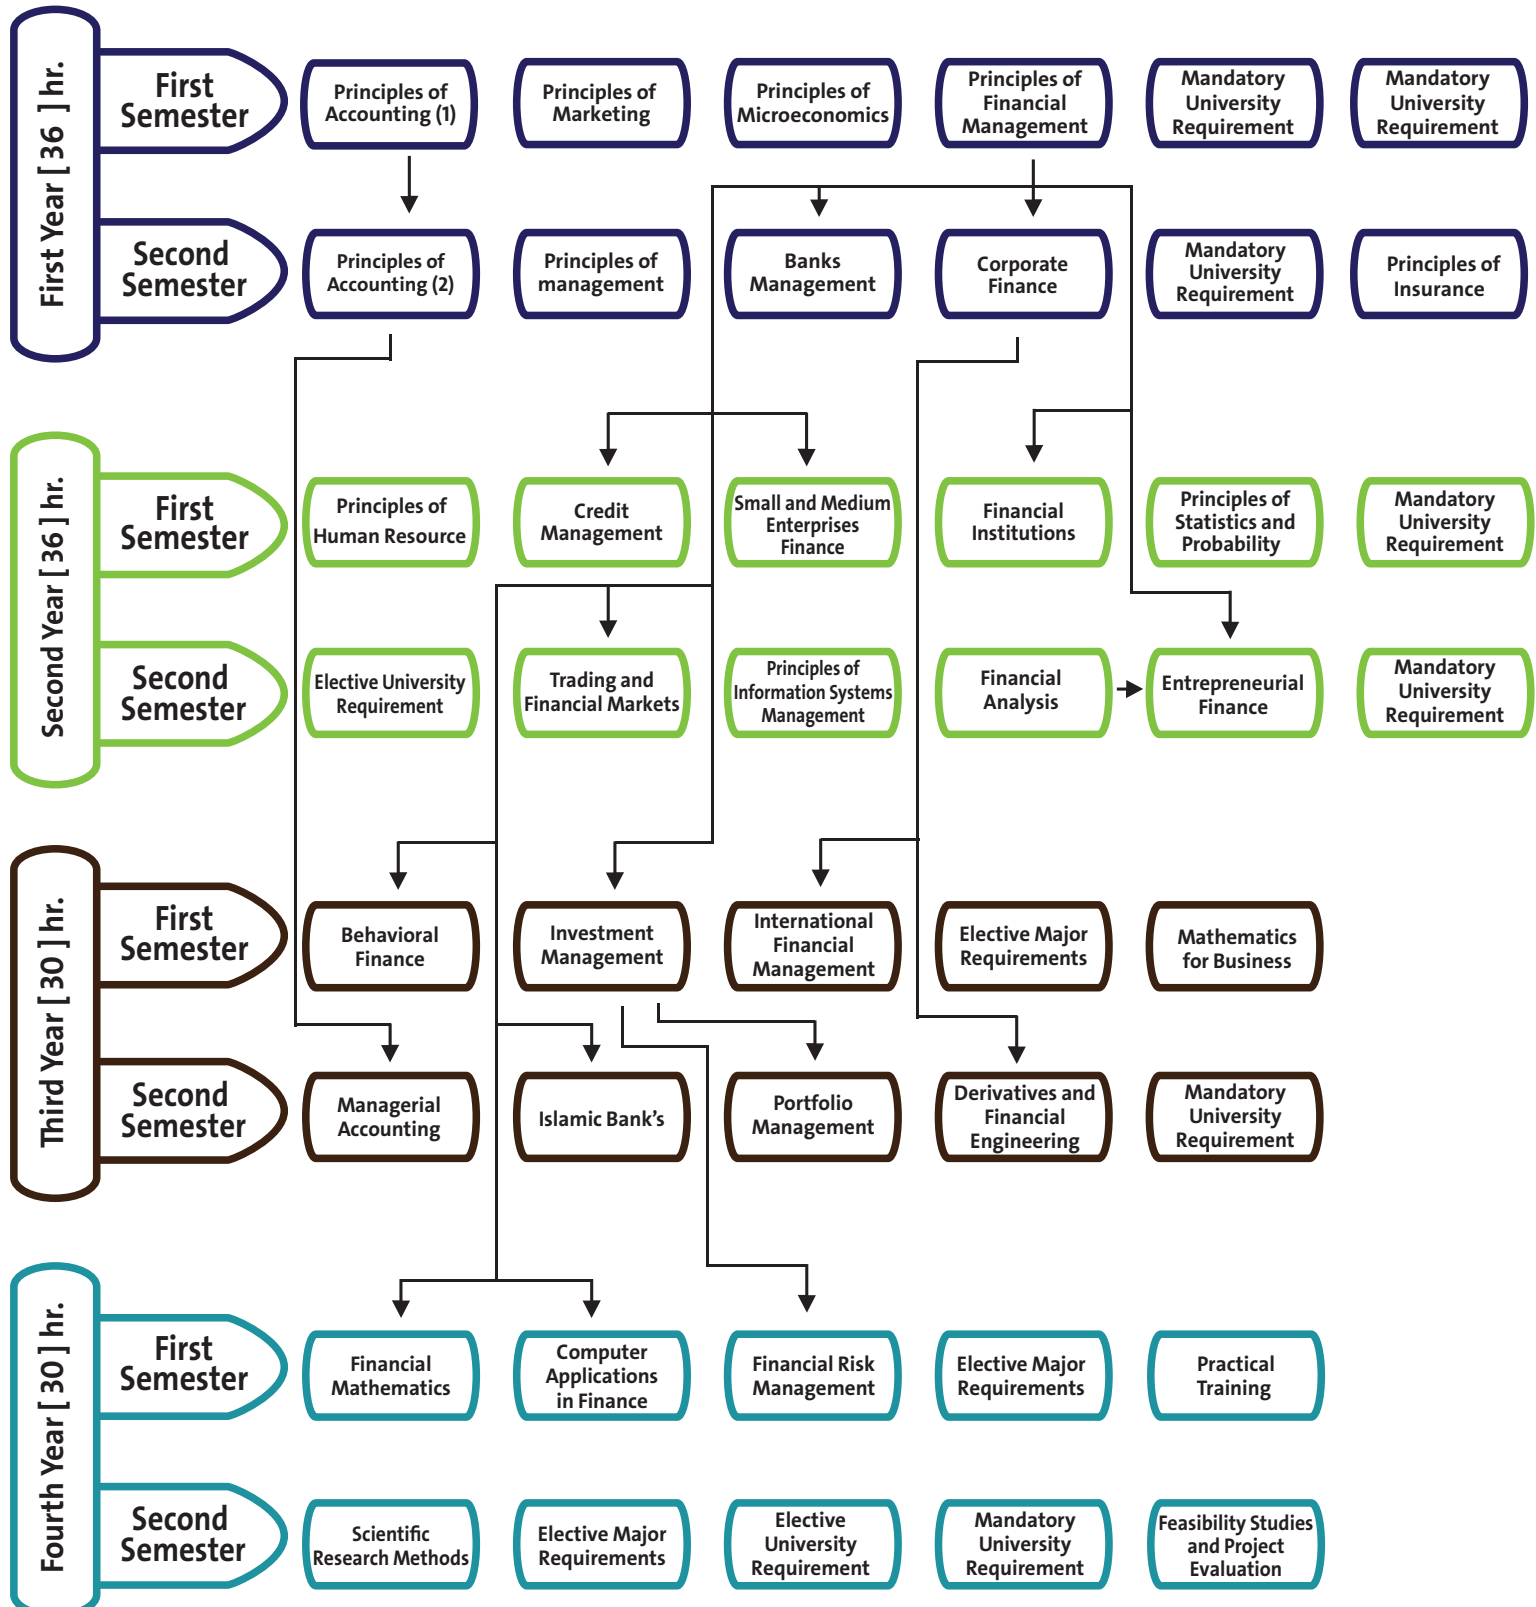 First Year [ 36 ] hr.
First
Semester
Principles of
Accounting (1)
Principles of
Marketing
Principles of
Microeconomics
Principles of
Financial
Management
Mandatory
University
Requirement
Mandatory
University
Requirement
Second
Semester
Principles of
Accounting (2)
Principles of
management
Banks
Management
Corporate
Finance
Mandatory
University
Requirement
Principles of
Insurance
Second Year [ 36 ] hr.
First
Semester
Principles of
Human Resource
Credit
Management
Small and Medium
Enterprises
Finance
Financial
Institutions
Principles of
Statistics and
Probability
Mandatory
University
Requirement
Second
Semester
Elective University
Requirement
Trading and
Financial Markets
Principles of
Information Systems
Management
Financial
Analysis
Entrepreneurial
Finance
Mandatory
University
Requirement
Third Year [ 30 ] hr.
First
Semester
Behavioral
Finance
Investment
Management
International
Financial
Management
Elective Major
Requirements
Mathematics
for Business
Second
Semester
Managerial
Accounting
Islamic Bank's
Portfolio
Management
Derivatives and
Financial
Engineering
Mandatory
University
Requirement
Fourth Year [ 30 ] hr.
First
Semester
Financial
Mathematics
Computer
Applications
in Finance
Financial Risk
Management
Elective Major
Requirements
Practical
Training
Second
Semester
Scientific
Research Methods
Elective Major
Requirements
Elective
University
Requirement
Mandatory
University
Requirement
Feasibility Studies
and Project
Evaluation